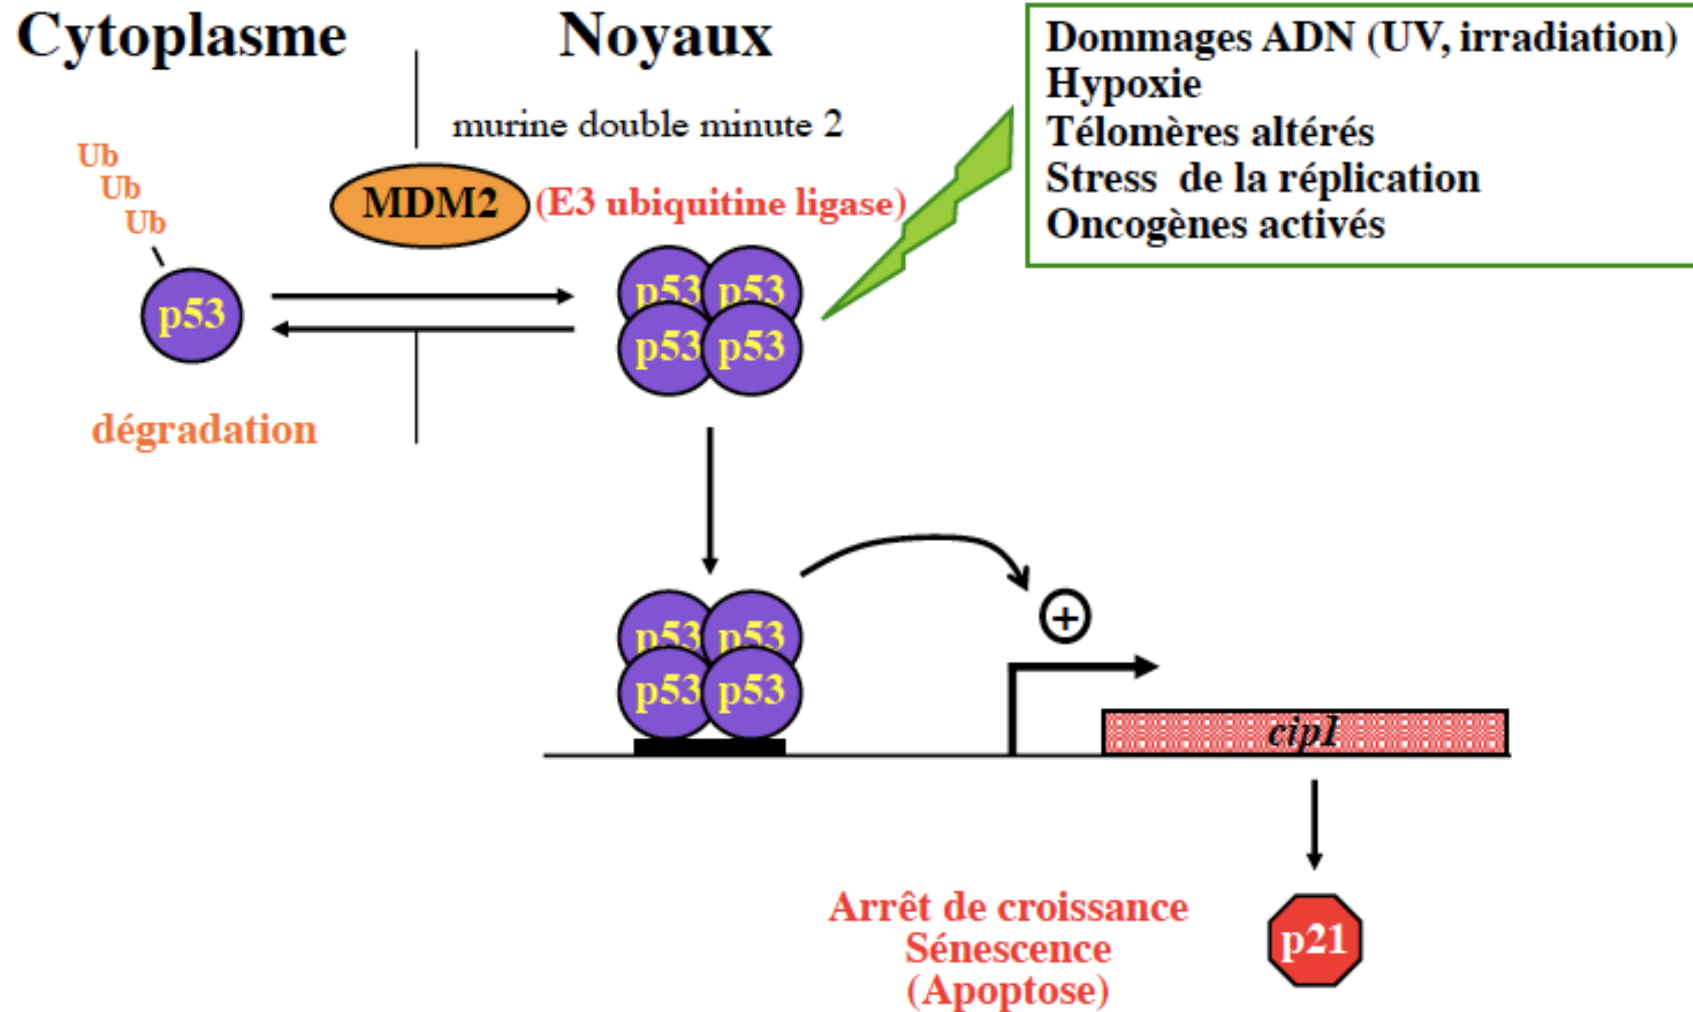 Cytoplasme
Noyaux
Dommages ADN (UV, irradiation)
Hypoxie
Télomères altérés
Stress de la réplication
Oncogènes activés
murine double minute 2
Ub
Ub
Ub
MDM2
(E3 ubiquitine ligase)
p53
p53
p53
p53
p53
dégradation
p53
p53
p53
p53
+
cip1
Arrêt de croissance
Sénescence
(Apoptose)
p21